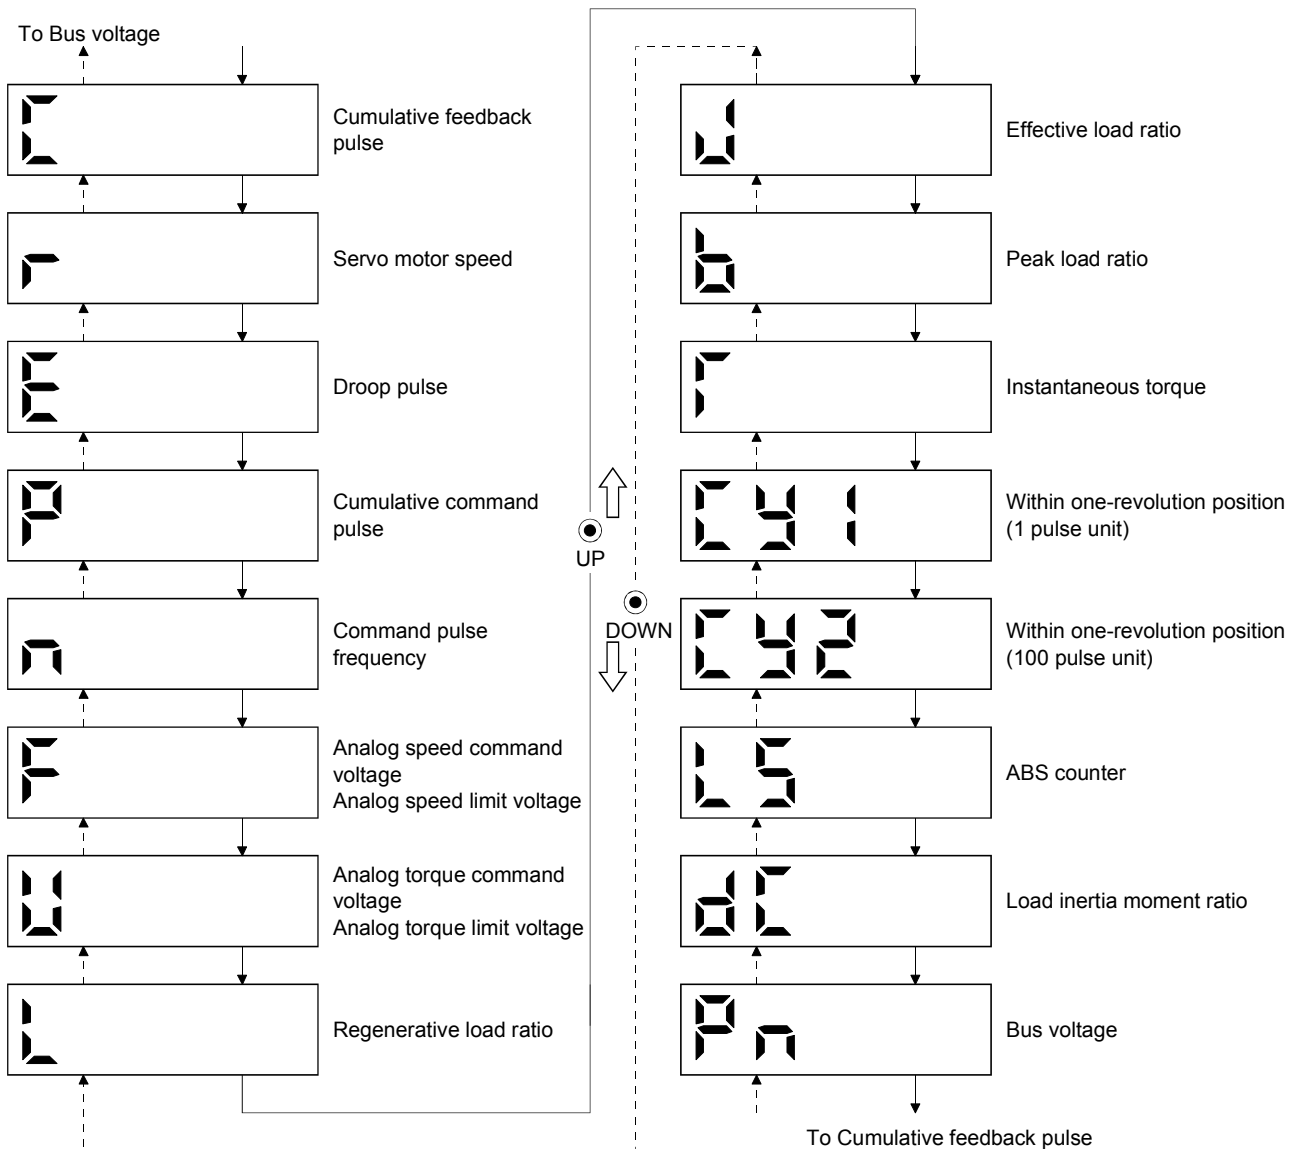 To Bus voltage
C
Cumulative feedback
pulse
r
Servo motor speed
E
Droop pulse
P
Cumulative command
pulse
n
Command pulse
frequency
F
Analog speed command
voltage
Analog speed limit voltage
U
Analog torque command
voltage
Analog torque limit voltage
L
Regenerative load ratio
UP
DOWN
J
Effective load ratio
b
Peak load ratio
T
Instantaneous torque
Cy1
Within one-revolution position
(1 pulse unit)
Cy2
Within one-revolution position
(100 pulse unit)
LS
ABS counter
dC
Load inertia moment ratio
Pn
Bus voltage
To Cumulative feedback pulse